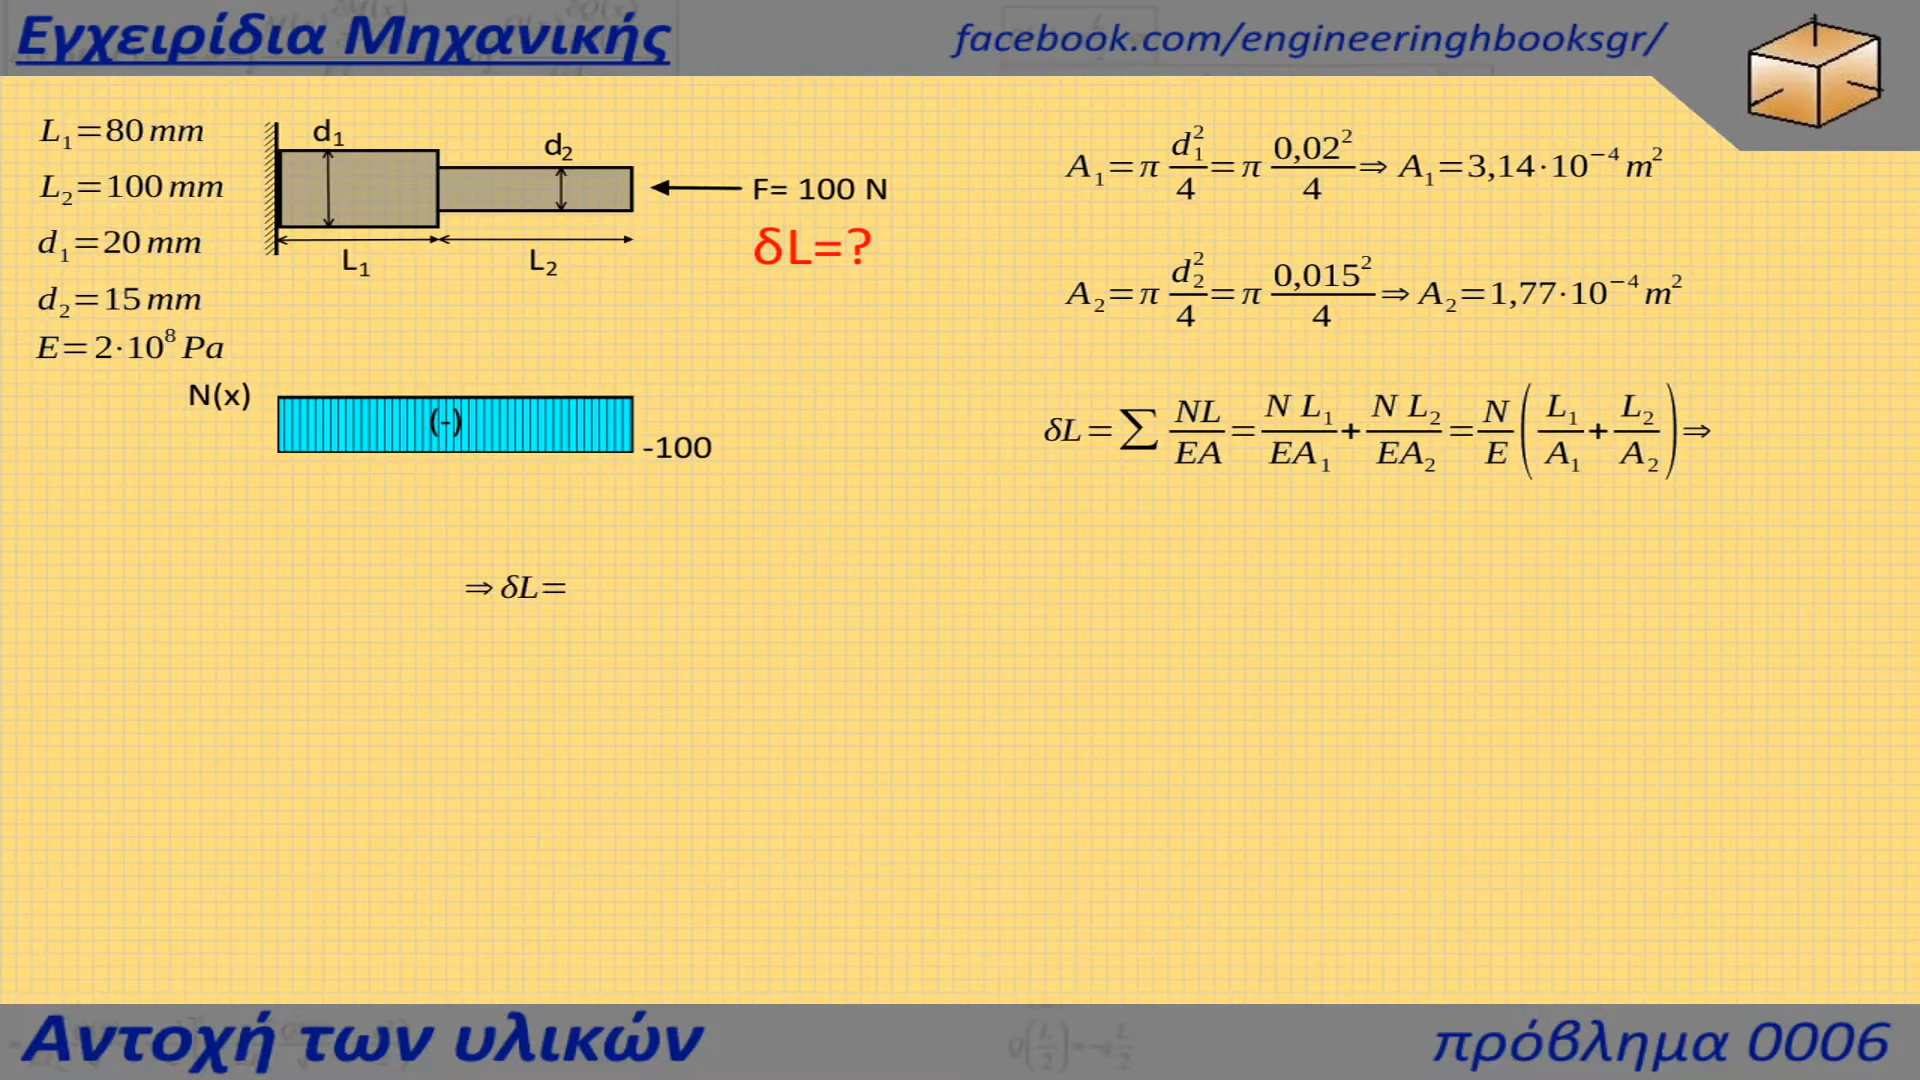 Εγχειρίδια Μηχανικής
facebook.com/engineeringhbooksgr/
L₁=80 mm
L₂=100 mm
d₁=20 mm
d₂=15 mm
E=2·10⁸ Pa
d₁
d₂
L₁
L₂
F= 100 N
δL=?
N(x)
(-)
-100
⇒ δL=
A₁=π d₁²/4=π 0,02²/4⇒ A₁=3,14·10⁻⁴ m²
A₂=π d₂²/4=π 0,015²/4⇒ A₂=1,77·10⁻⁴ m²
δL=∑ NL/EA=N L₁/EA₁+N L₂/EA₂=N/E(L₁/A₁+L₂/A₂)⇒
Αντοχή των υλικών
πρόβλημα 0006